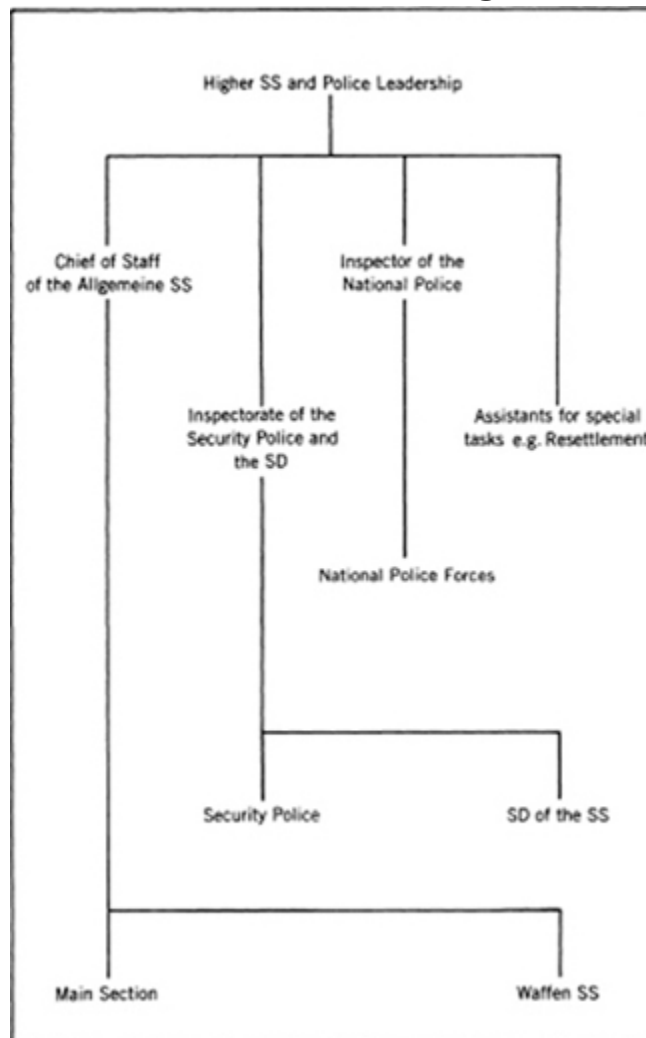 Higher SS and Police Leadership
Chief of Staff
of the Allgemeine SS
Inspector of the
National Police
Inspectorate of the
Security Police and
the SD
Assistants for special
tasks e.g. Resettlement
National Police Forces
Security Police
SD of the SS
Main Section
Waffen SS